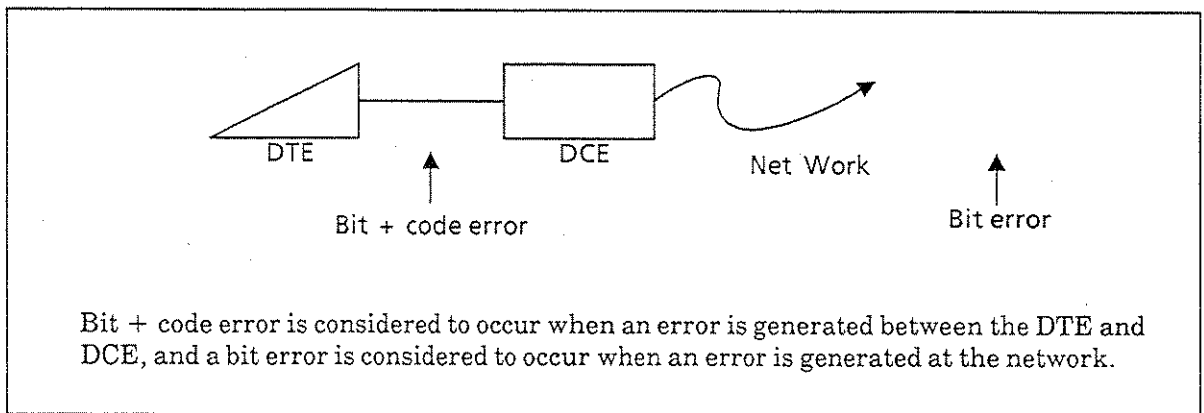 DTE
DCE
Net Work
Bit + code error
Bit error
Bit + code error is considered to occur when an error is generated between the DTE and
DCE, and a bit error is considered to occur when an error is generated at the network.